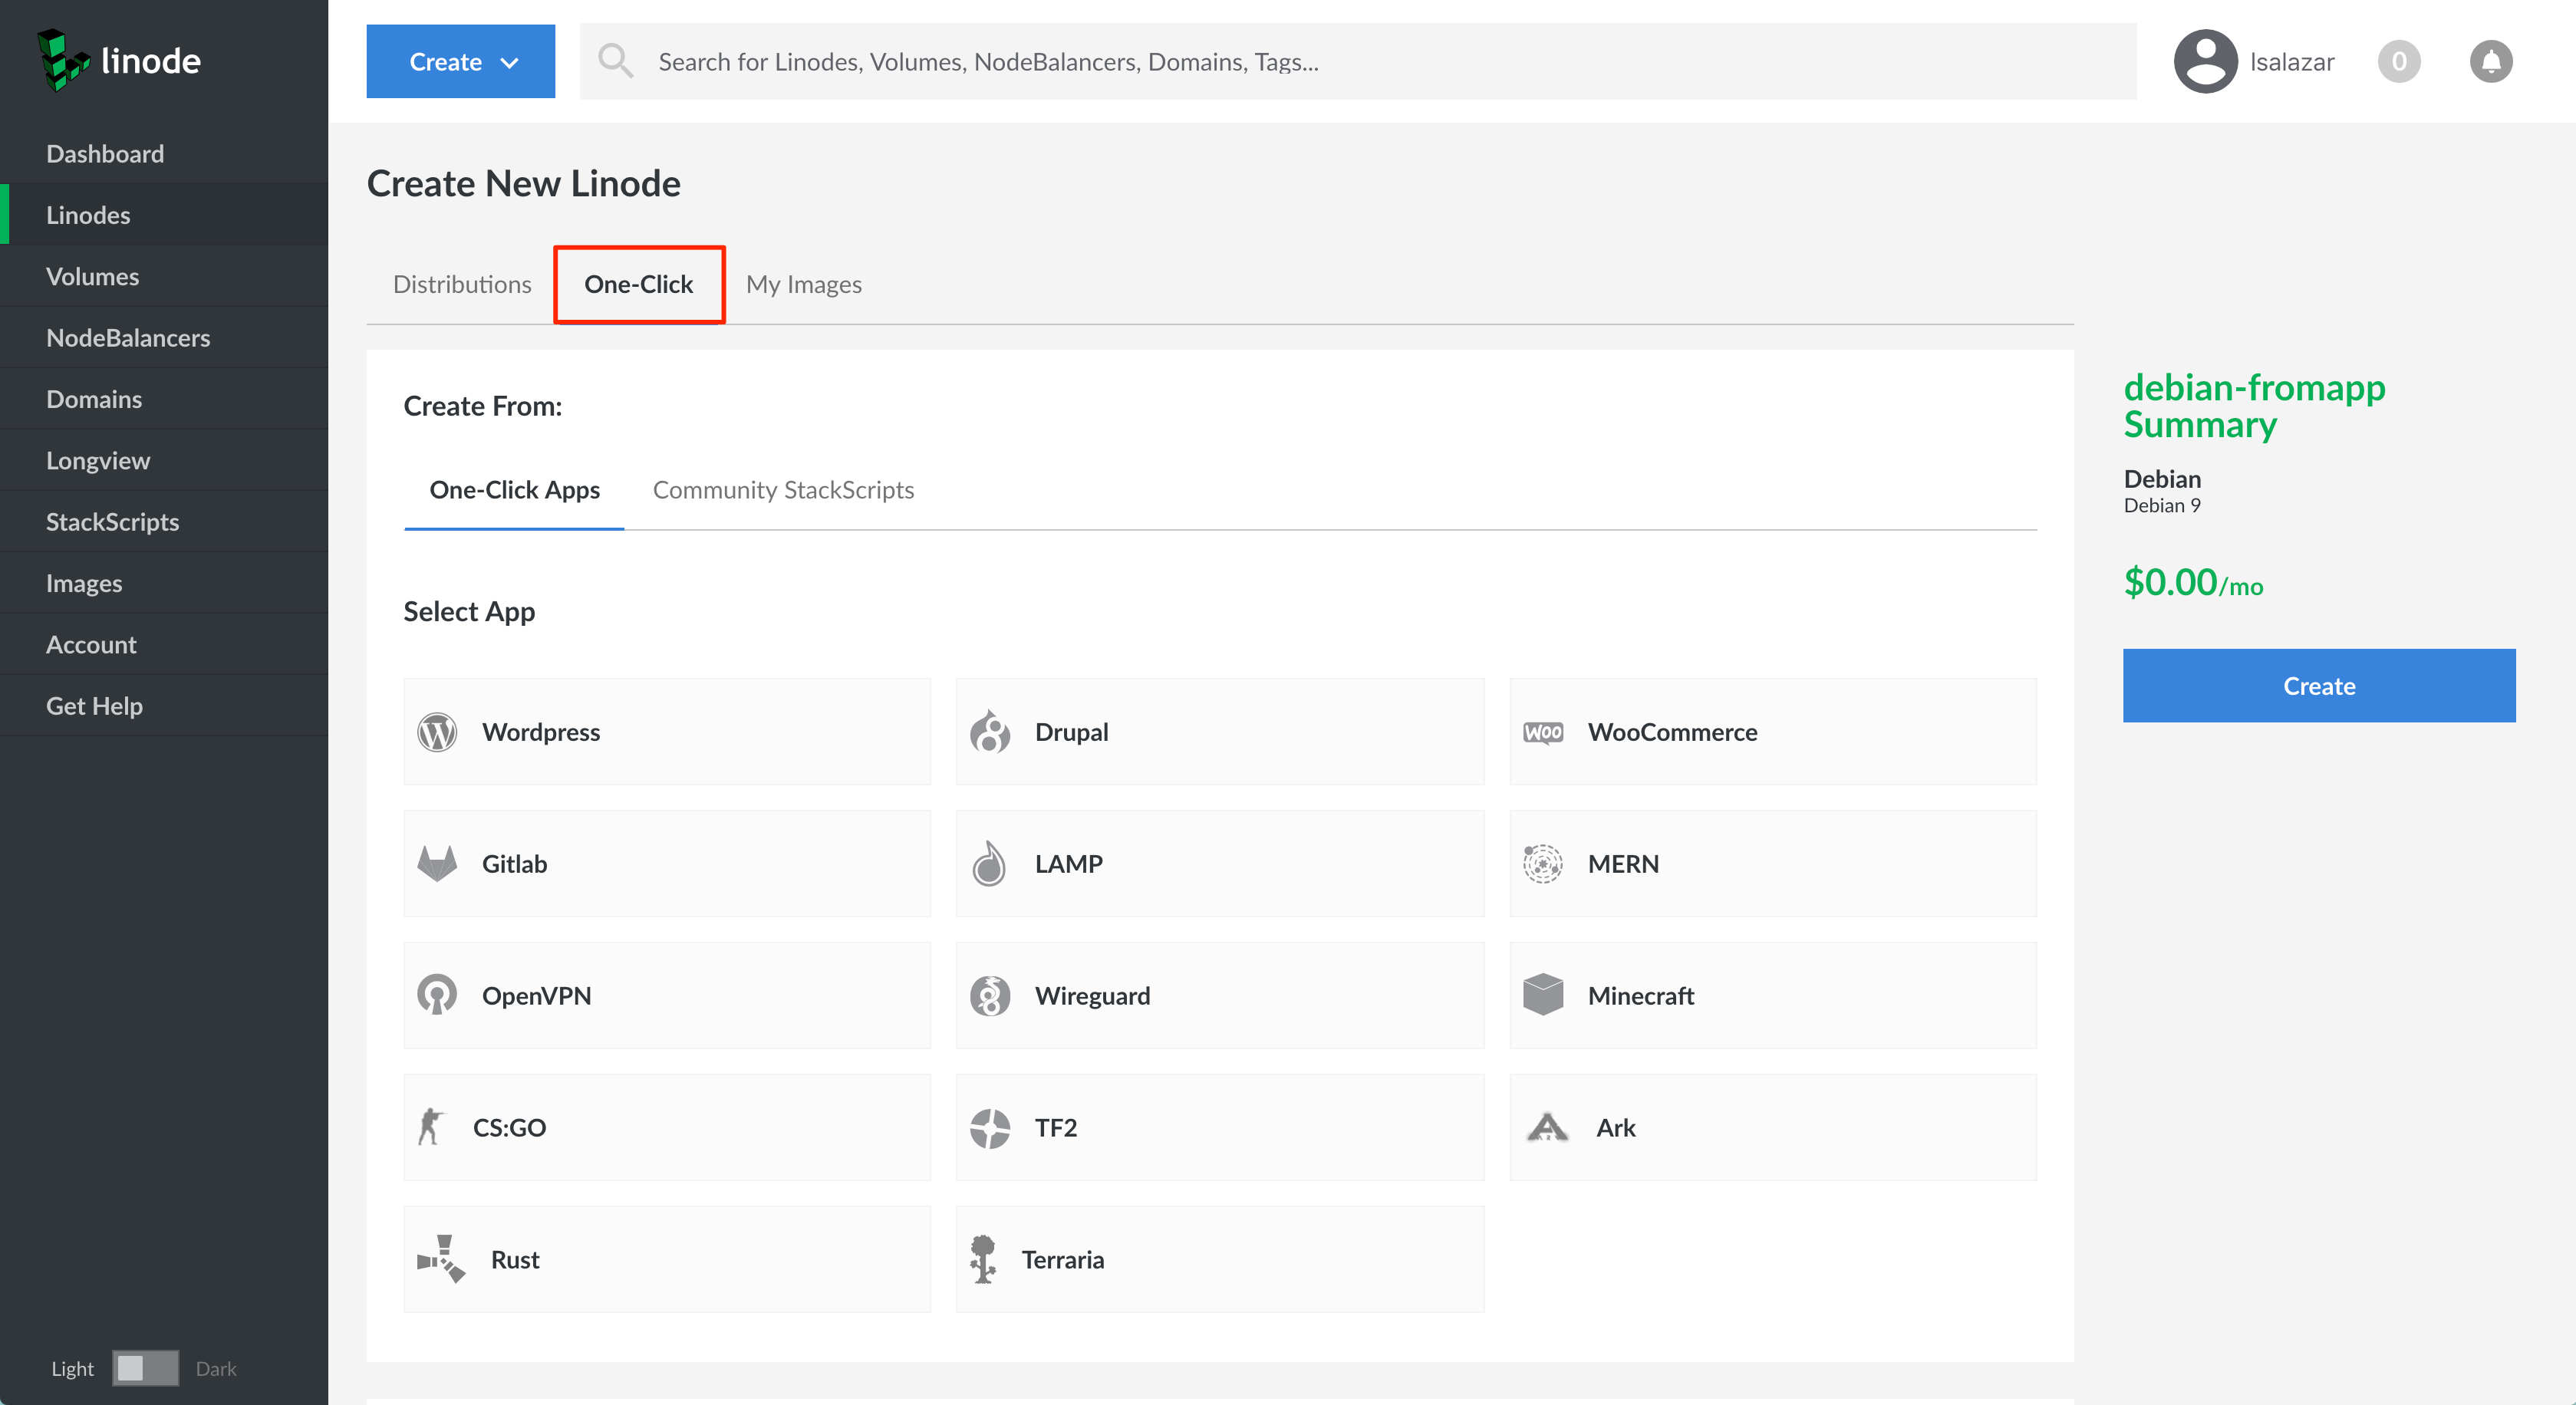 linode
Create
Search for Linodes, Volumes, NodeBalancers, Domains, Tags...
lsalazar
0
Dashboard
Linodes
Volumes
NodeBalancers
Domains
Longview
StackScripts
Images
Account
Get Help
Light
Dark
Create New Linode
Distributions
One-Click
My Images
Create From:
One-Click Apps
Community StackScripts
Select App
Wordpress
Drupal
WOO
WooCommerce
Gitlab
LAMP
MERN
OpenVPN
Wireguard
Minecraft
CS:GO
TF2
Ark
Rust
Terraria
debian-fromapp
Summary
Debian
Debian 9
$0.00/mo
Create